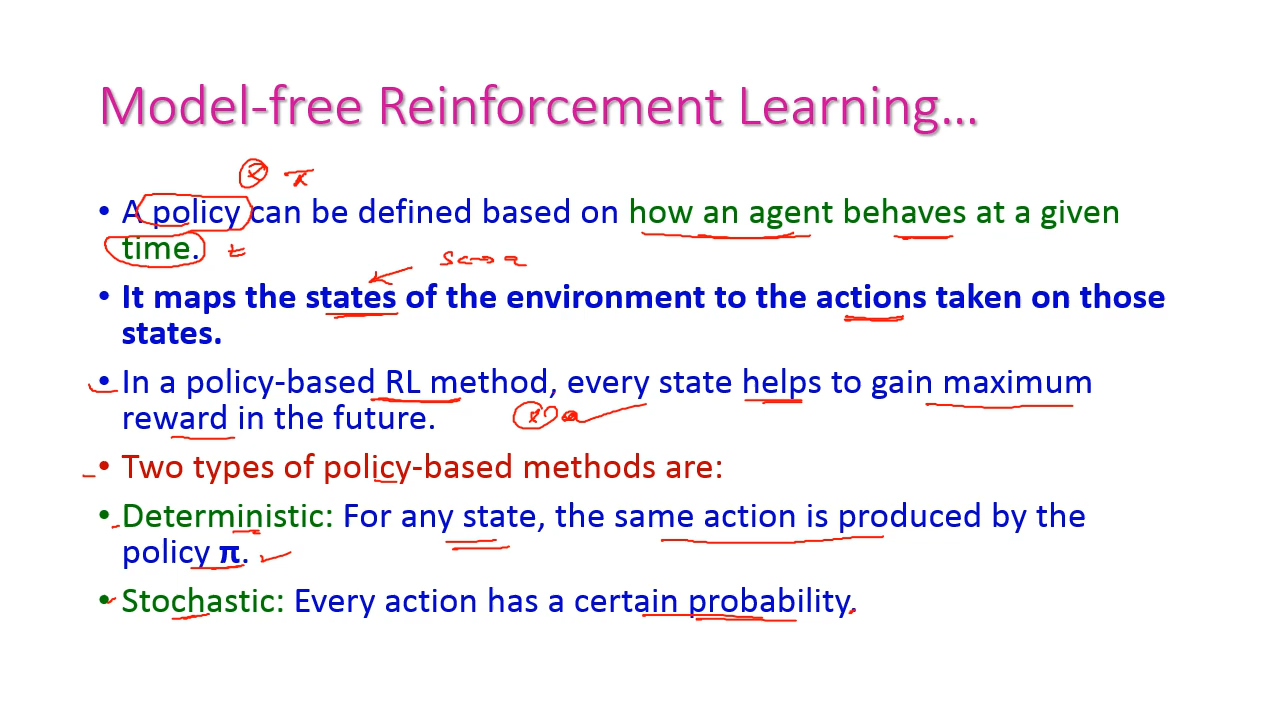 Model-free Reinforcement Learning...
π
• A policy can be defined based on how an agent behaves at a given
time. t
• It maps the states of the environment to the actions taken on those
states.
• In a policy-based RL method, every state helps to gain maximum
reward in the future.
• Two types of policy-based methods are:
• Deterministic: For any state, the same action is produced by the
policy π.
• Stochastic: Every action has a certain probability.